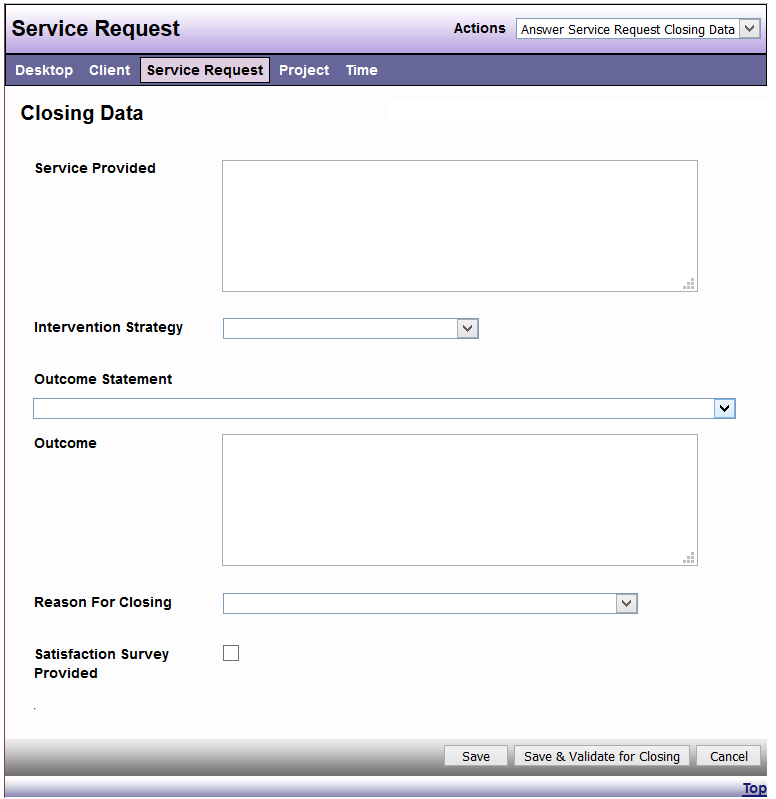 Service Request
Actions Answer Service Request Closing Data
Desktop Client Service Request Project Time
Closing Data
Service Provided
Intervention Strategy
Outcome Statement
Outcome
Reason For Closing
Satisfaction Survey
Provided
.
Save Save & Validate for Closing Cancel
Top